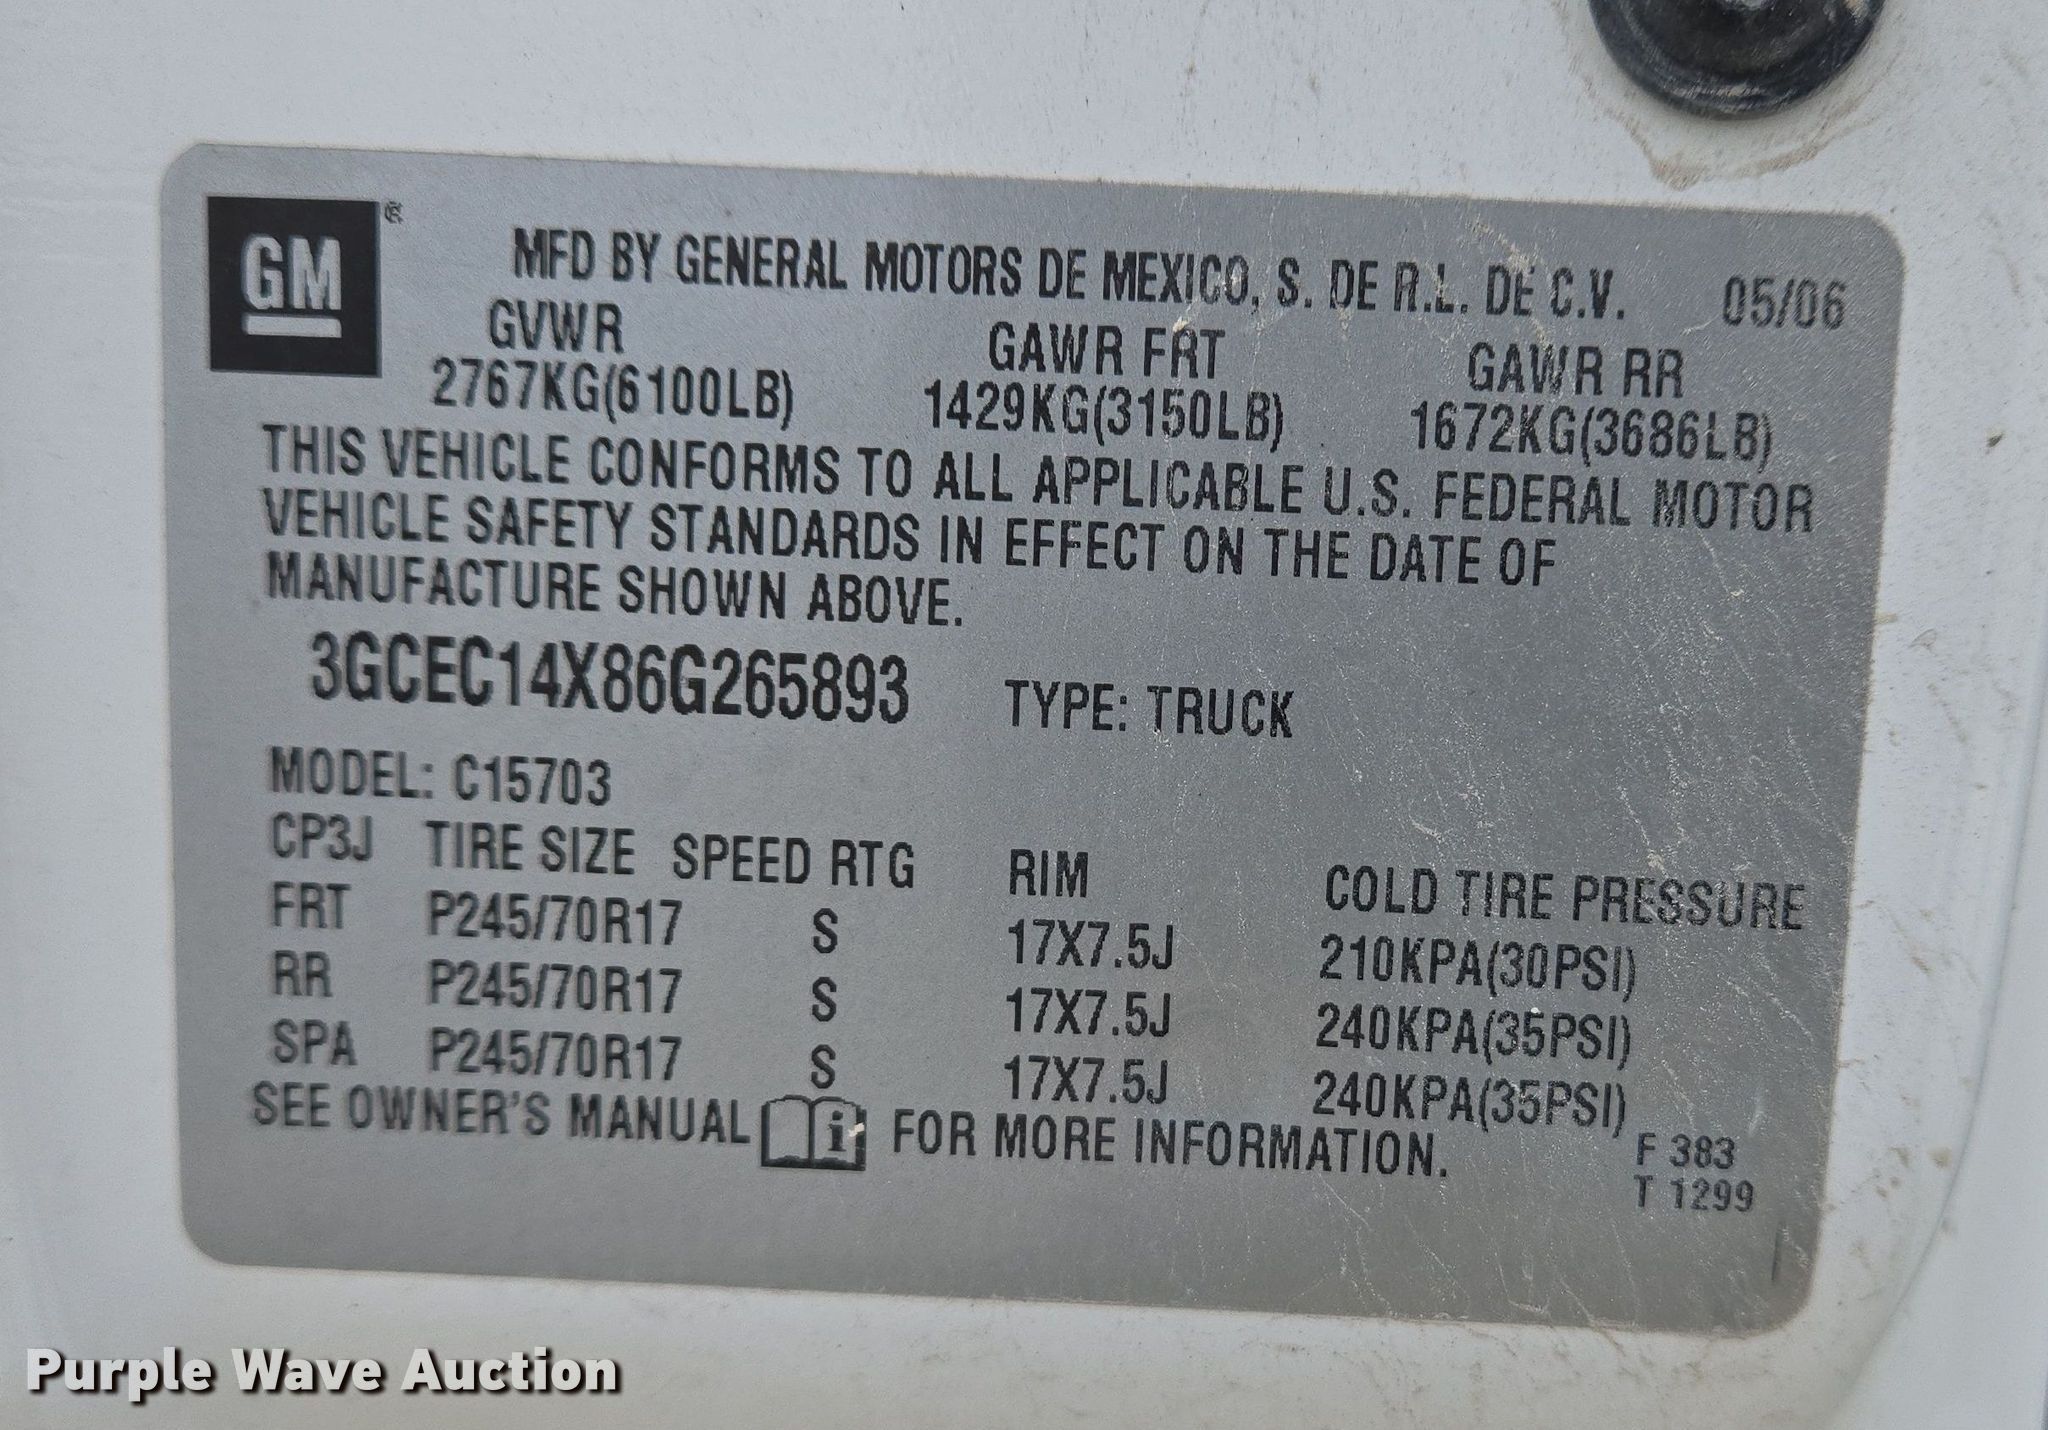 GM ®
MFD BY GENERAL MOTORS DE MEXICO, S. DE R.L. DE C.V. 05/06
GVWR GAWR FRT GAWR RR
2767KG(6100LB) 1429KG(3150LB) 1672KG(3686LB)
THIS VEHICLE CONFORMS TO ALL APPLICABLE U.S. FEDERAL MOTOR
VEHICLE SAFETY STANDARDS IN EFFECT ON THE DATE OF
MANUFACTURE SHOWN ABOVE.
3GCEC14X86G265893 TYPE: TRUCK
MODEL: C15703
CP3J TIRE SIZE SPEED RTG RIM COLD TIRE PRESSURE
FRT P245/70R17 S 17X7.5J 210KPA(30PSI)
RR P245/70R17 S 17X7.5J 240KPA(35PSI)
SPA P245/70R17 S 17X7.5J 240KPA(35PSI)
SEE OWNER'S MANUAL i FOR MORE INFORMATION.
F 383
T 1299
Purple Wave Auction